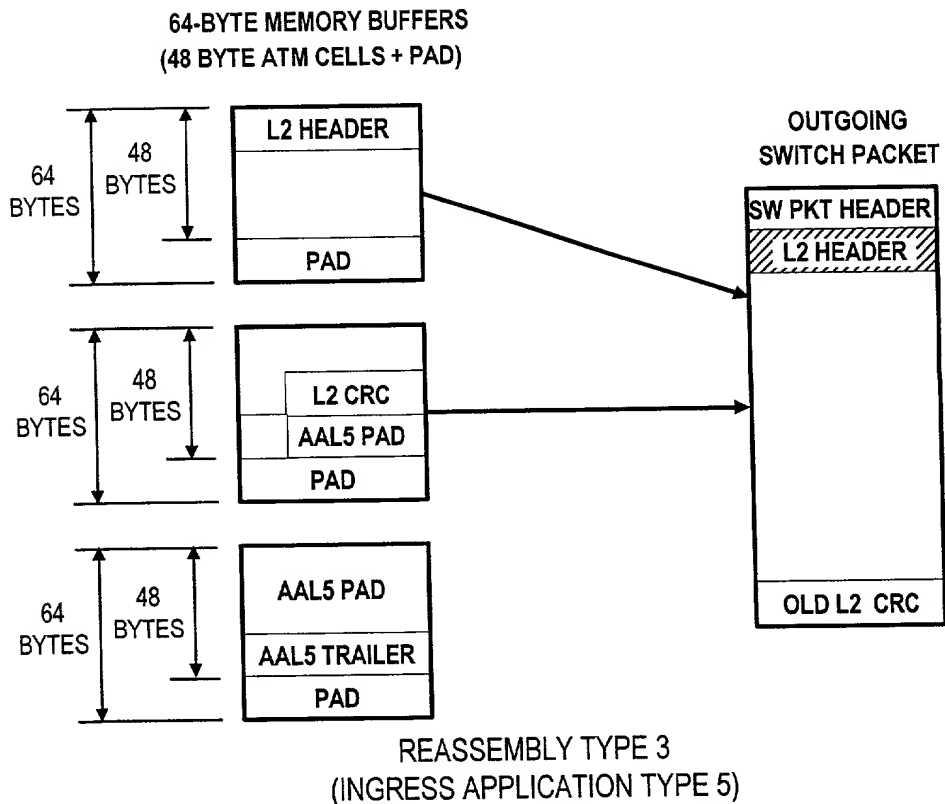 64-BYTE MEMORY BUFFERS
(48 BYTE ATM CELLS + PAD)
64
BYTES
48
BYTES
L2 HEADER
PAD
64
BYTES
48
BYTES
L2 CRC
AAL5 PAD
PAD
64
BYTES
48
BYTES
AAL5 PAD
AAL5 TRAILER
PAD
OUTGOING
SWITCH PACKET
SW PKT HEADER
L2 HEADER
OLD L2 CRC
REASSEMBLY TYPE 3
(INGRESS APPLICATION TYPE 5)